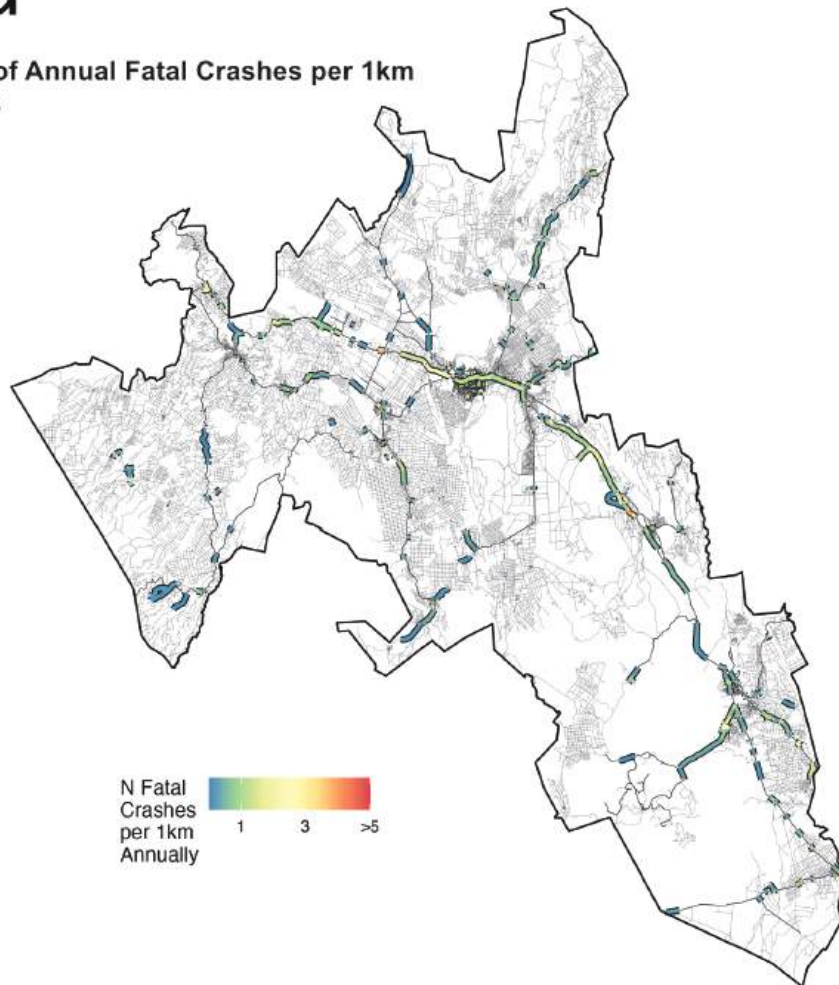 of Annual Fatal Crashes per 1km
N Fatal
Crashes
per 1km
Annually
1 3 >5